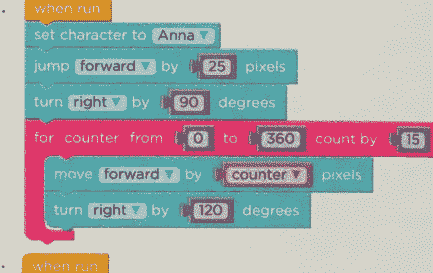 when run
set character to Anna
jump forward by 25 pixels
turn right by 90 degrees
for counter from 0 to 360 count by 15
move forward by counter pixels
turn right by 120 degrees
when run